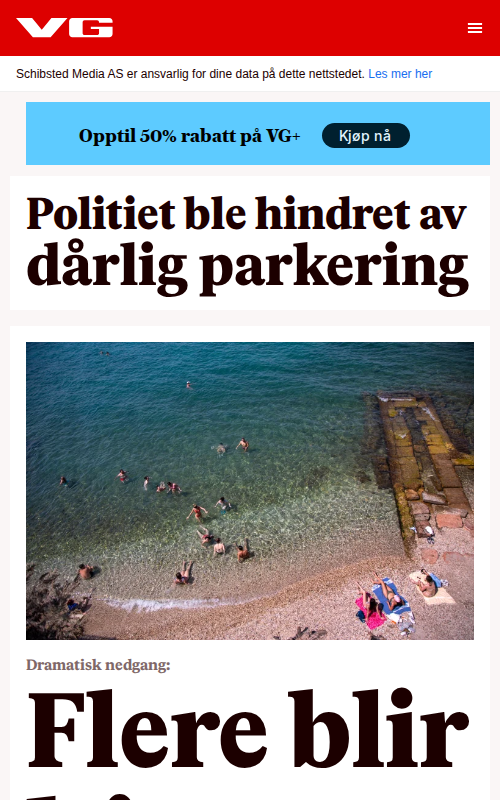 VG
Schibsted Media AS er ansvarlig for dine data på dette nettstedet. Les mer her
Opptil 50% rabatt på VG+ Kjøp nå
Politiet ble hindret av
dårlig parkering
Dramatisk nedgang:
Flere blir